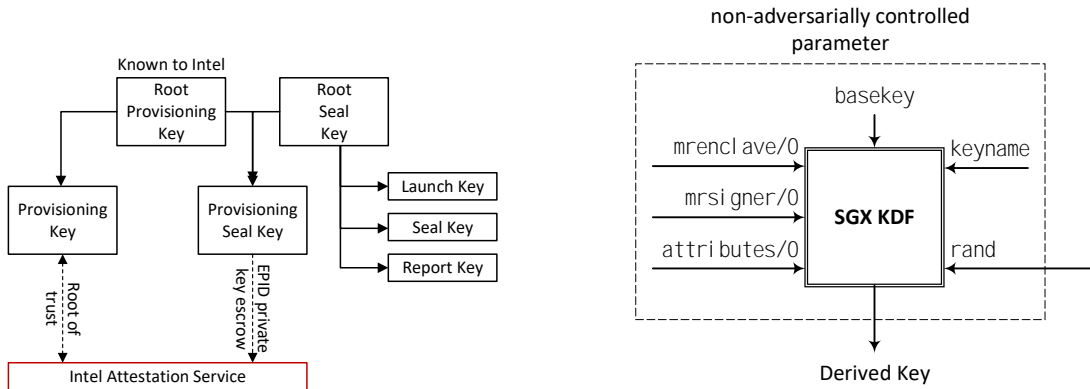 Known to Intel
Root
Provisioning
Key
Root
Seal
Key
Provisioning
Key
Provisioning
Seal Key
Launch Key
Seal Key
Report Key
Root of
trust
EPID private
key escrow
Intel Attestation Service
non-adversarially controlled
parameter
basekey
mrenclave/0
keyname
mrsigner/0
SGX KDF
attributes/0
rand
Derived Key